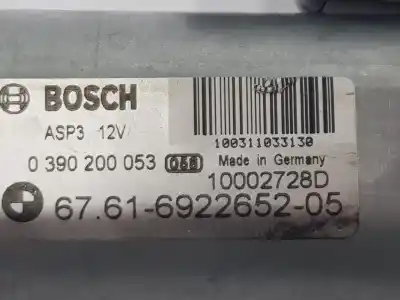 BOSCH
ASP3 12V
100311033130
0 390 200 053 058 Made in Germany
10002728D
67.61-6922652-05